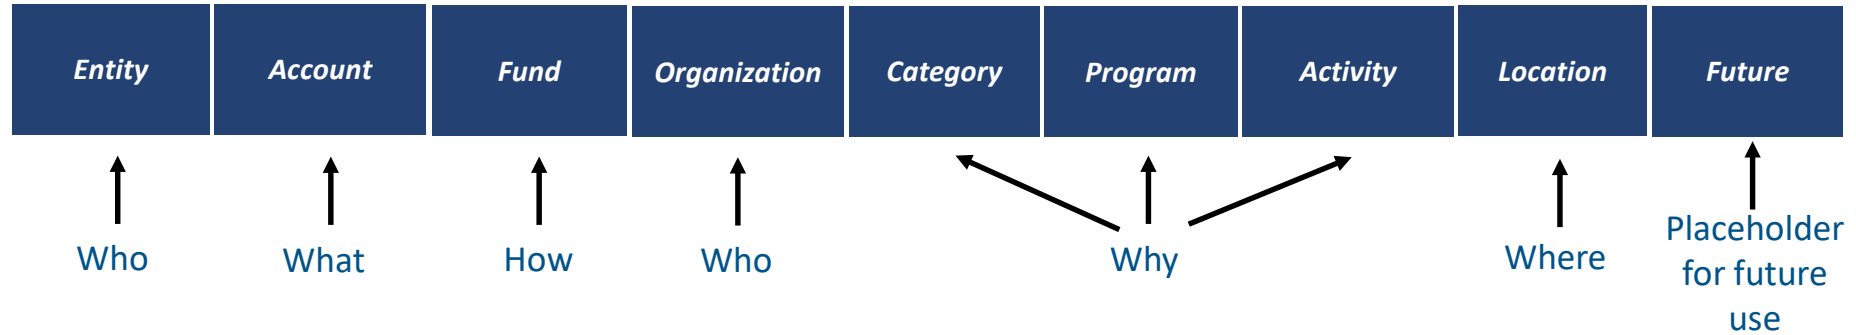 Entity
Account
Fund
Organization
Category
Program
Activity
Location
Future
Who
What
How
Who
Why
Where
Placeholder
for future
use